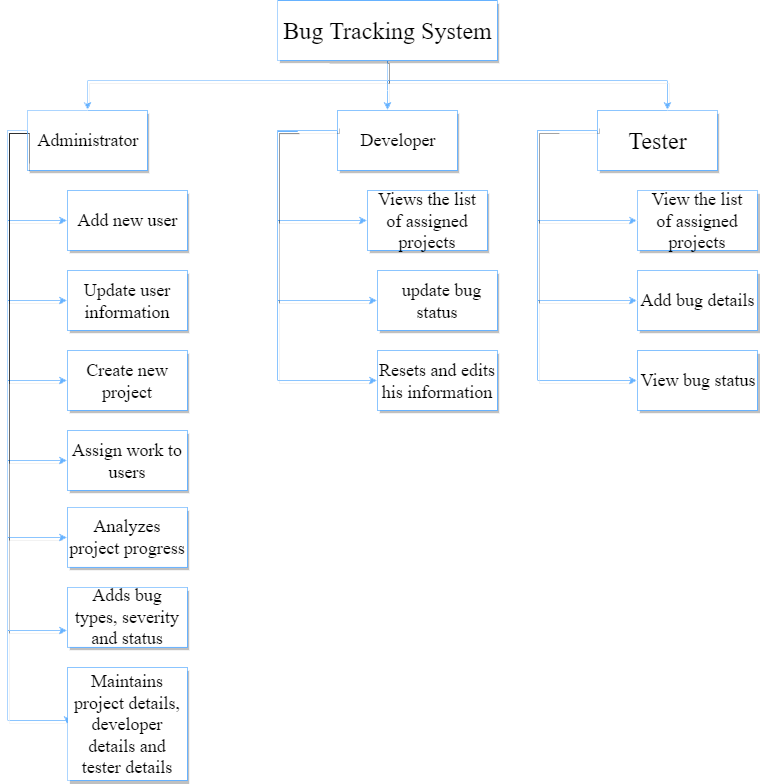 Bug Tracking System
Administrator
Add new user
Update user
information
Create new
project
Assign work to
users
Analyzes
project progress
Adds bug
types, severity
and status
Maintains
project details,
developer
details and
tester details
Developer
Views the list
of assigned
projects
update bug
status
Resets and edits
his information
Tester
View the list
of assigned
projects
Add bug details
View bug status